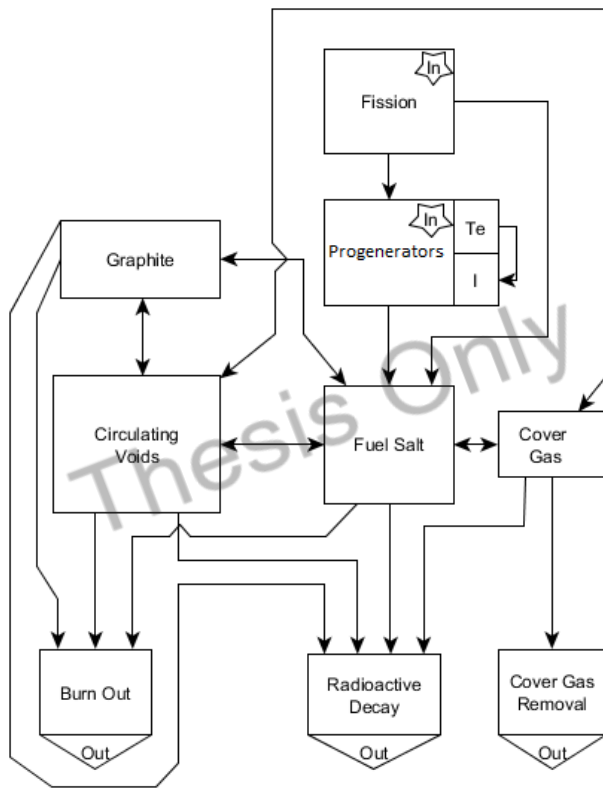 In
Fission
In
Te
Progenerators
I
Graphite
Circulating
Voids
Fuel Salt
Cover
Gas
Thesis Only
Burn Out
Out
Radioactive
Decay
Out
Cover Gas
Removal
Out